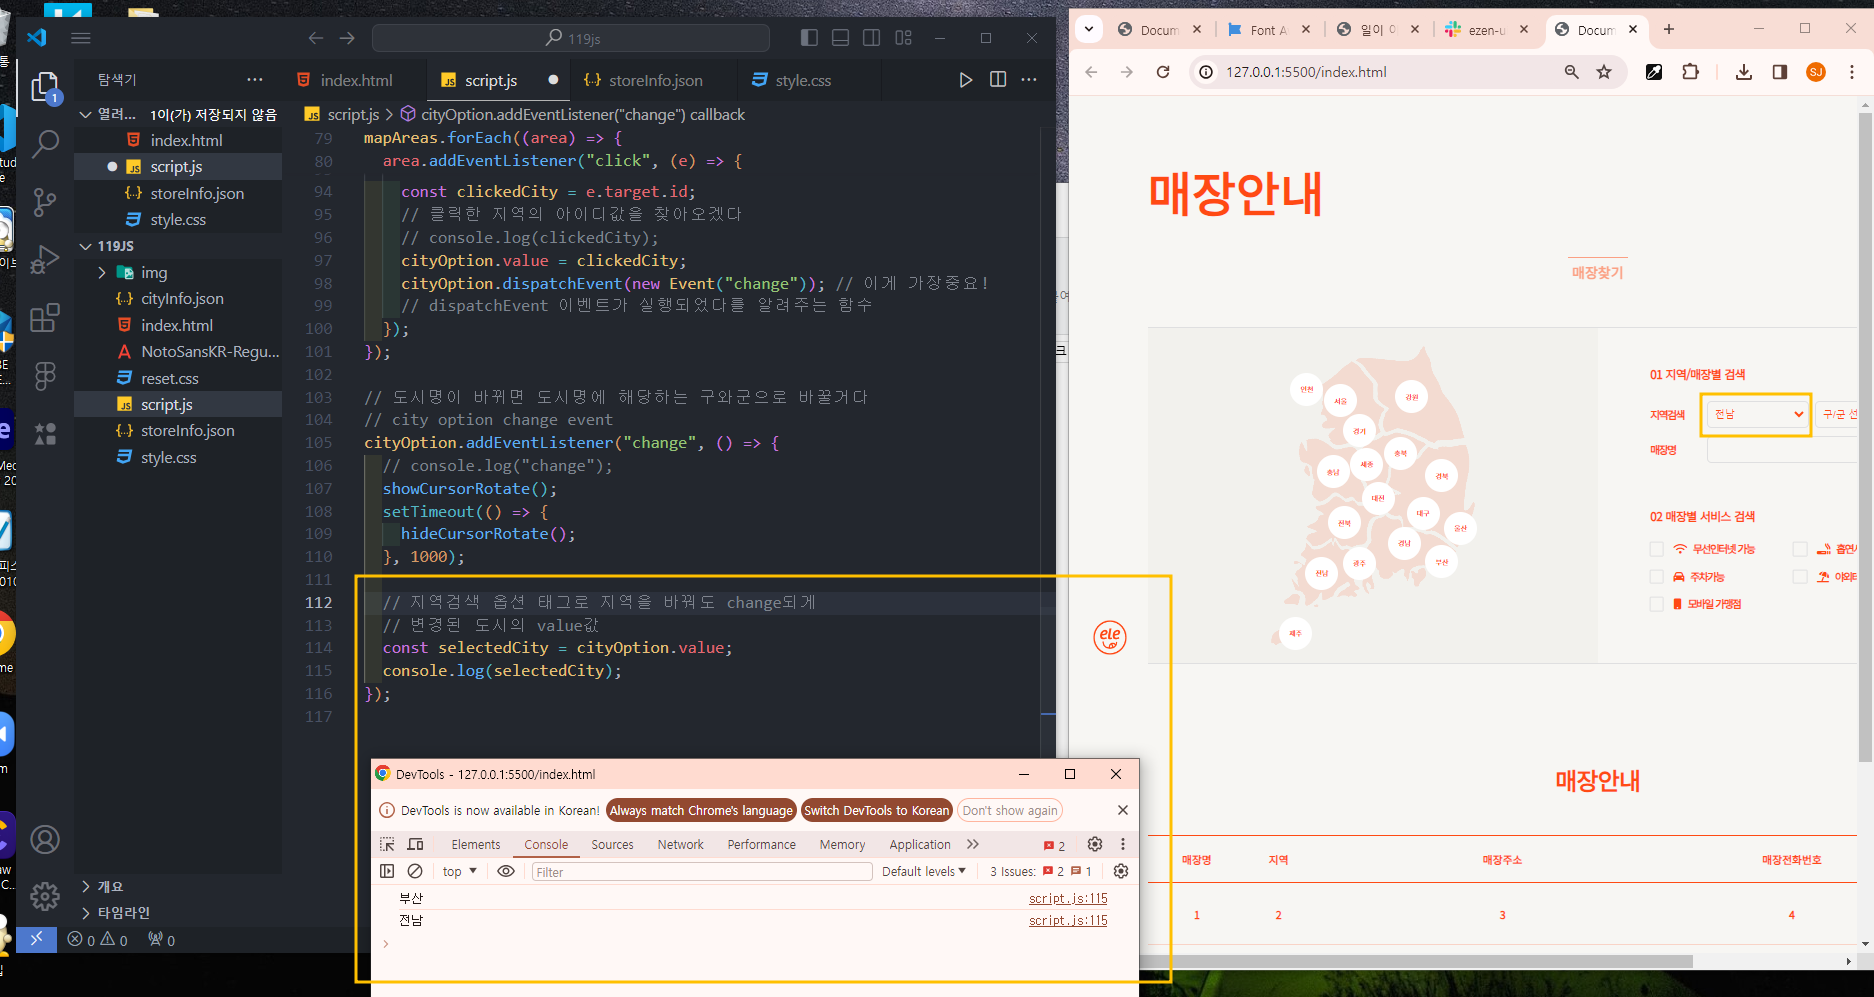 119js
탐색기
열려... 1이(가) 저장되지 않음
index.html
script.js
storeInfo.json
style.css
119JS
img
cityInfo.json
index.html
NotoSansKR-Regu...
reset.css
script.js
storeInfo.json
style.css
개요
타임라인
0 0 0
index.html script.js storeInfo.json style.css
script.js > cityOption.addEventListener("change") callback
79 mapAreas.forEach((area) => {
80 area.addEventListener("click", (e) => {
94 const clickedCity = e.target.id;
95 // 클릭한 지역의 아이디값을 찾아오겠다
96 // console.log(clickedCity);
97 cityOption.value = clickedCity;
98 cityOption.dispatchEvent(new Event("change")); // 이게 가장중요!
99 // dispatchEvent 이벤트가 실행되었다를 알려주는 함수
100 });
101 });
102
103 // 도시명이 바뀌면 도시명에 해당하는 구와군으로 바꿀거다
104 // city option change event
105 cityOption.addEventListener("change", () => {
106 // console.log("change");
107 showCursorRotate();
108 setTimeout(() => {
109 hideCursorRotate();
110 }, 1000);
111
112 // 지역검색 옵션 태그로 지역을 바꿔도 change되게
113 // 변경된 도시의 value값
114 const selectedCity = cityOption.value;
115 console.log(selectedCity);
116 });
117
DevTools - 127.0.0.1:5500/index.html
DevTools is now available in Korean! Always match Chrome's language Switch DevTools to Korean Don't show again
Elements Console Sources Network Performance Memory Application 2
top Filter Default levels 3 Issues: 2 1
부산 script.js:115
전남 script.js:115
Docum Font A 일이 ezen-u Docum
127.0.0.1:5500/index.html SJ
매장안내
매장찾기
인천
서울
강원
경기
충북
세종
충남
경북
대전
대구
전북
울산
경남
부산
광주
전남
제주
01 지역/매장별 검색
지역검색 전남 구/군 선
매장명
02 매장별 서비스 검색
무선인터넷 가능 흡연
주차가능 야외
모바일 가맹점
ele
매장안내
매장명 지역 매장주소 매장전화번호
1 2 3 4